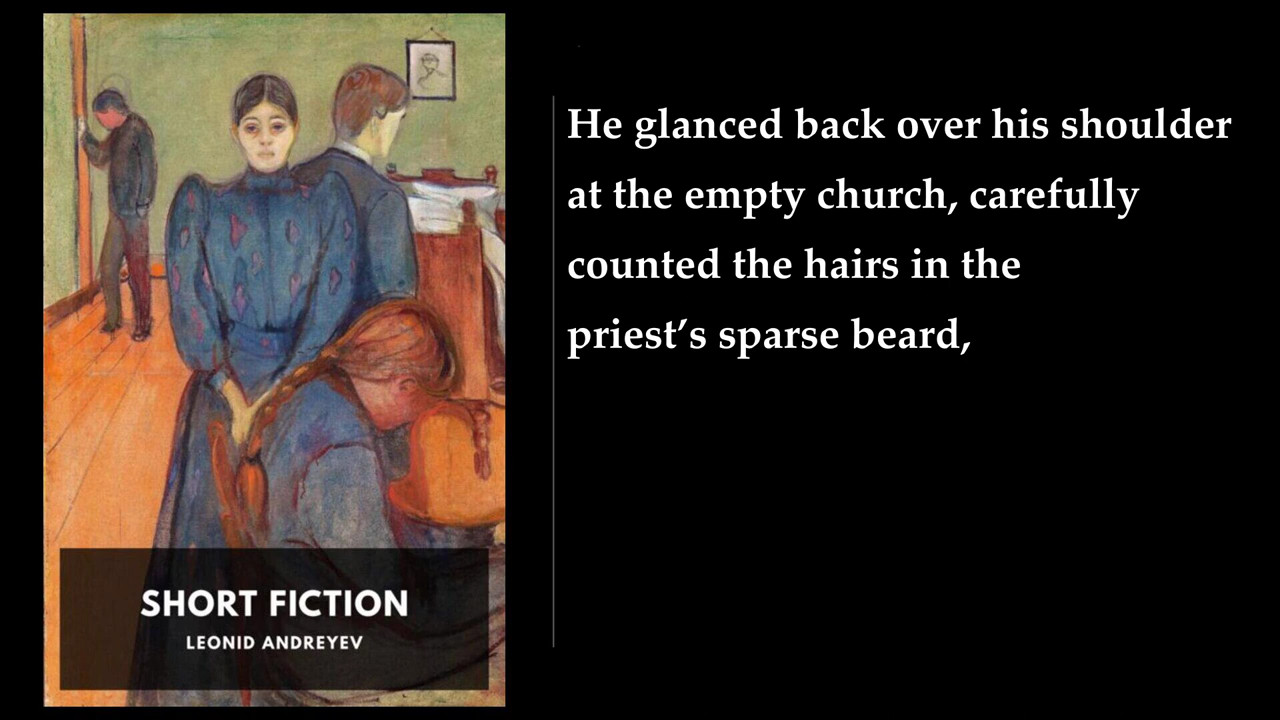 He glanced back over his shoulder
at the empty church, carefully
counted the hairs in the
priest’s sparse beard,
SHORT FICTION
LEONID ANDREYEV